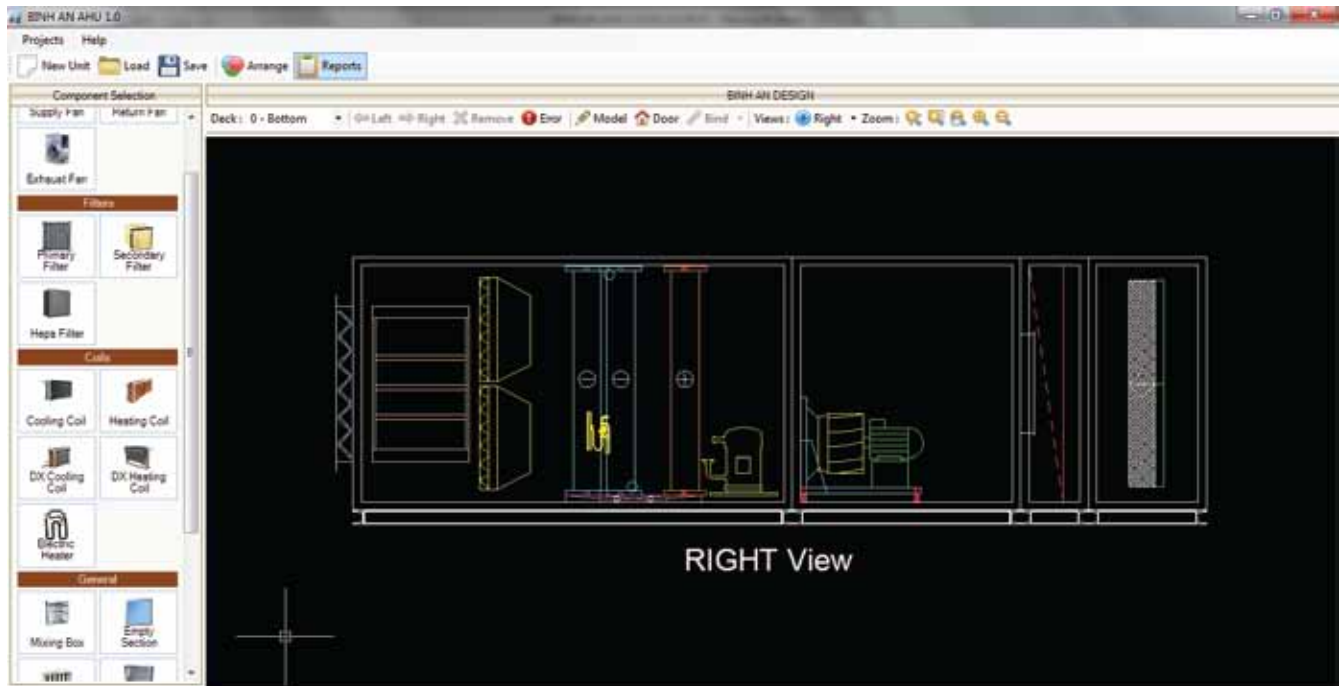 BINH AN AHU 1.0
Projects Help
New Unit Load Save Arrange Reports
Component Selection
BINH AN DESIGN
Supply Fan Return Fan
Deck: 0 - Bottom Left Right Remove Error Model Door Bind Views: Right Zoom:
Exhaust Fan
Filters
Primary Filter
Secondary Filter
Hepa Filter
Coils
Cooling Coil Heating Coil
DX Cooling Coil
DX Heating Coil
Electric Heater
General
Mixing Box
Empty Section
RIGHT View